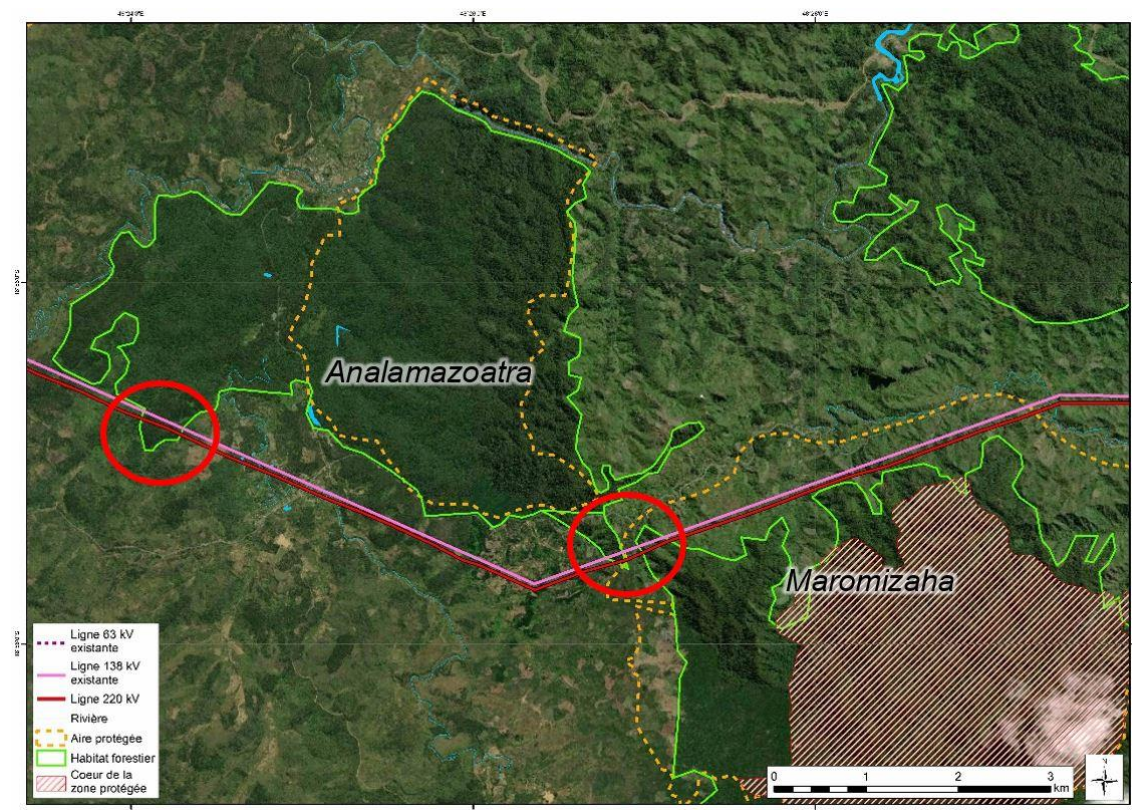 Analamazoatra
Maromizaha
Ligne 63 kV
existante
Ligne 138 kV
existante
Ligne 220 kV
Rivière
Aire protégée
Habitat forestier
Coeur de la
zone protégée
0 1 2 3
km